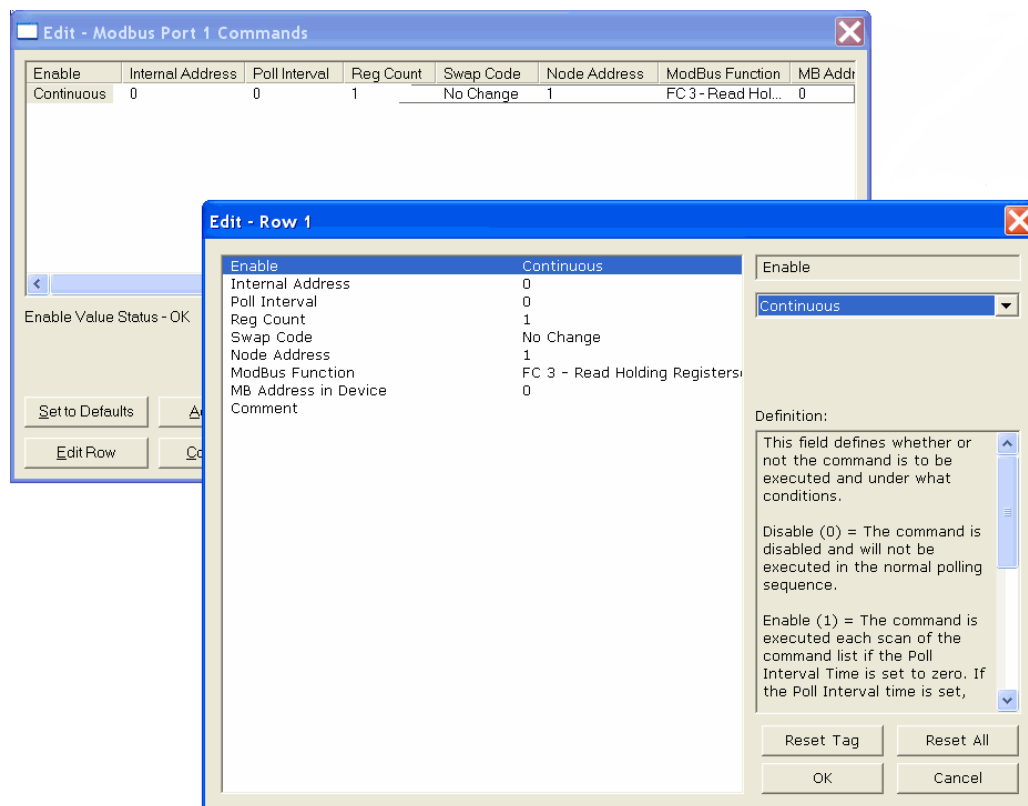 Edit - Modbus Port 1 Commands
Enable Internal Address Poll Interval Reg Count Swap Code Node Address ModBus Function MB Addr
Continuous 0 0 1 No Change 1 FC 3 - Read Hol... 0
Enable Value Status - OK
Set to Defaults
Edit Row
Edit - Row 1
Enable Continuous
Internal Address 0
Poll Interval 0
Reg Count 1
Swap Code No Change
Node Address 1
ModBus Function FC 3 - Read Holding Registers
MB Address in Device 0
Comment
Enable
Continuous
Definition:
This field defines whether or
not the command is to be
executed and under what
conditions.
Disable (0) = The command is
disabled and will not be
executed in the normal polling
sequence.
Enable (1) = The command is
executed each scan of the
command list if the Poll
Interval Time is set to zero. If
the Poll Interval time is set,
Reset Tag Reset All
OK Cancel